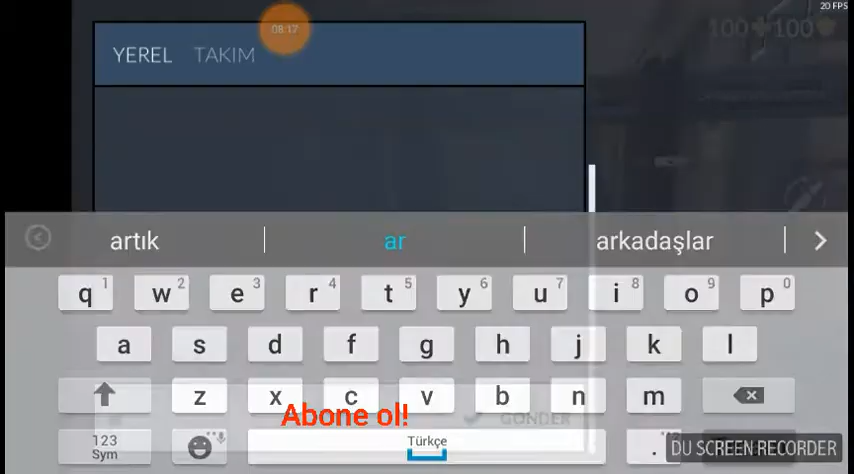 20 FPS
08:17
100 100
YEREL TAKIM
artık ar arkadaşlar
q 1 w 2 e 3 r 4 t 5 y 6 u 7 i 8 o 9 p 0
a s d f g h j k l
z x c v b n m
Abone ol!
GÖNDER
123
Sym
Türkçe
.
DU SCREEN RECORDER